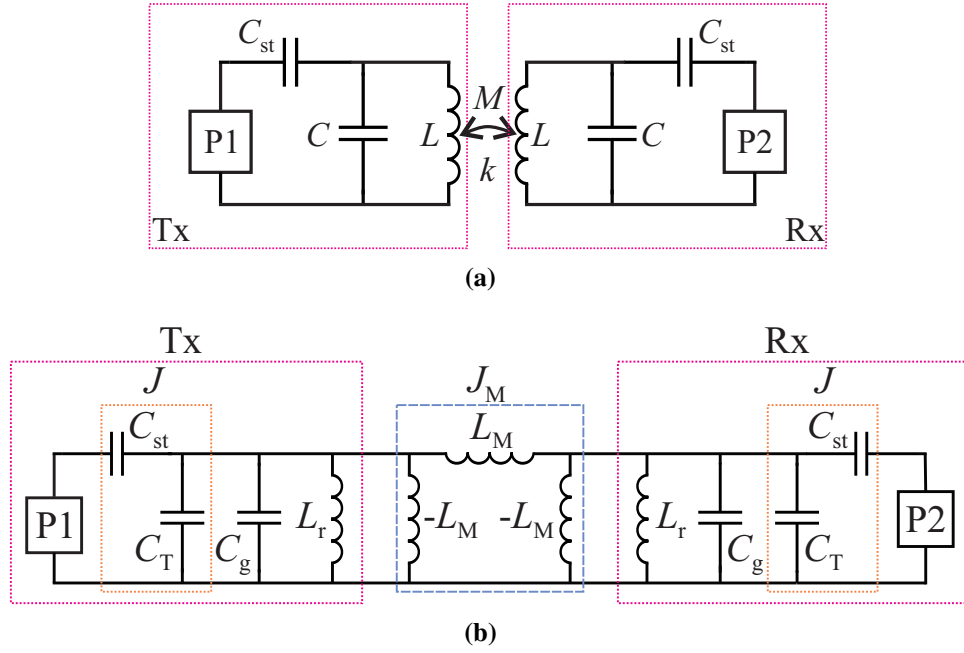 C_st C_st
P1 C L M k L C P2
Tx Rx
(a)
Tx Rx
J J_M J
C_st L_M C_st
P1 C_T C_g L_r -L_M -L_M L_r C_g C_T P2
(b)